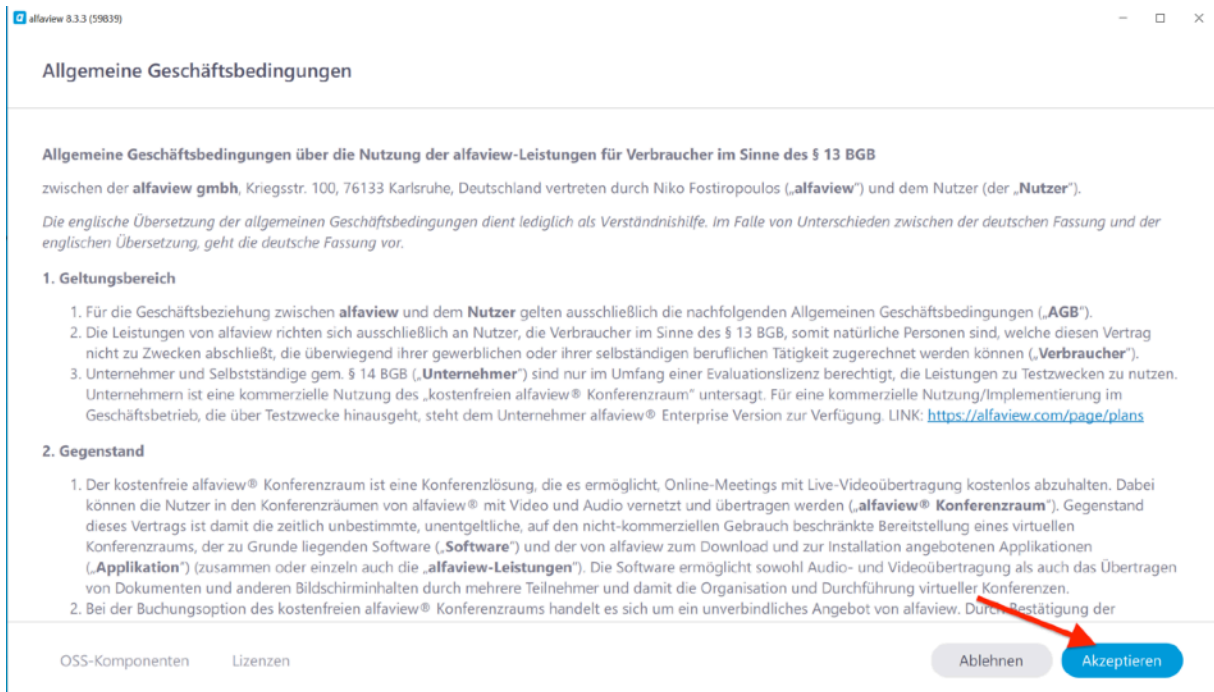 alfaview 8.3.3 (59839)
Allgemeine Geschäftsbedingungen
Allgemeine Geschäftsbedingungen über die Nutzung der alfaview-Leistungen für Verbraucher im Sinne des § 13 BGB
zwischen der alfaview gmbh, Kriegsstr. 100, 76133 Karlsruhe, Deutschland vertreten durch Niko Fostiropoulos („alfaview“) und dem Nutzer (der „Nutzer“).
Die englische Übersetzung der allgemeinen Geschäftsbedingungen dient lediglich als Verständnishilfe. Im Falle von Unterschieden zwischen der deutschen Fassung und der
englischen Übersetzung, geht die deutsche Fassung vor.
1. Geltungsbereich
1. Für die Geschäftsbeziehung zwischen alfaview und dem Nutzer gelten ausschließlich die nachfolgenden Allgemeinen Geschäftsbedingungen („AGB“).
2. Die Leistungen von alfaview richten sich ausschließlich an Nutzer, die Verbraucher im Sinne des § 13 BGB, somit natürliche Personen sind, welche diesen Vertrag
nicht zu Zwecken abschließt, die überwiegend ihrer gewerblichen oder ihrer selbständigen beruflichen Tätigkeit zugerechnet werden können („Verbraucher“).
3. Unternehmer und Selbstständige gem. § 14 BGB („Unternehmer“) sind nur im Umfang einer Evaluationslizenz berechtigt, die Leistungen zu Testzwecken zu nutzen.
Unternehmern ist eine kommerzielle Nutzung des „kostenfreien alfaview® Konferenzraum“ untersagt. Für eine kommerzielle Nutzung/Implementierung im
Geschäftsbetrieb, die über Testzwecke hinausgeht, steht dem Unternehmer alfaview® Enterprise Version zur Verfügung. LINK: https://alfaview.com/page/plans
2. Gegenstand
1. Der kostenfreie alfaview® Konferenzraum ist eine Konferenzlösung, die es ermöglicht, Online-Meetings mit Live-Videoübertragung kostenlos abzuhalten. Dabei
können die Nutzer in den Konferenzräumen von alfaview® mit Video und Audio vernetzt und übertragen werden („alfaview® Konferenzraum“). Gegenstand
dieses Vertrags ist damit die zeitlich unbestimmte, unentgeltliche, auf den nicht-kommerziellen Gebrauch beschränkte Bereitstellung eines virtuellen
Konferenzraums, der zu Grunde liegenden Software („Software“) und der von alfaview zum Download und zur Installation angebotenen Applikationen
(„Applikation“) (zusammen oder einzeln auch die „alfaview-Leistungen“). Die Software ermöglicht sowohl Audio- und Videoübertragung als auch das Übertragen
von Dokumenten und anderen Bildschirminhalten durch mehrere Teilnehmer und damit die Organisation und Durchführung virtueller Konferenzen.
2. Bei der Buchungsoption des kostenfreien alfaview® Konferenzraums handelt es sich um ein unverbindliches Angebot von alfaview. Durch Bestätigung der
OSS-Komponenten Lizenzen Ablehnen Akzeptieren